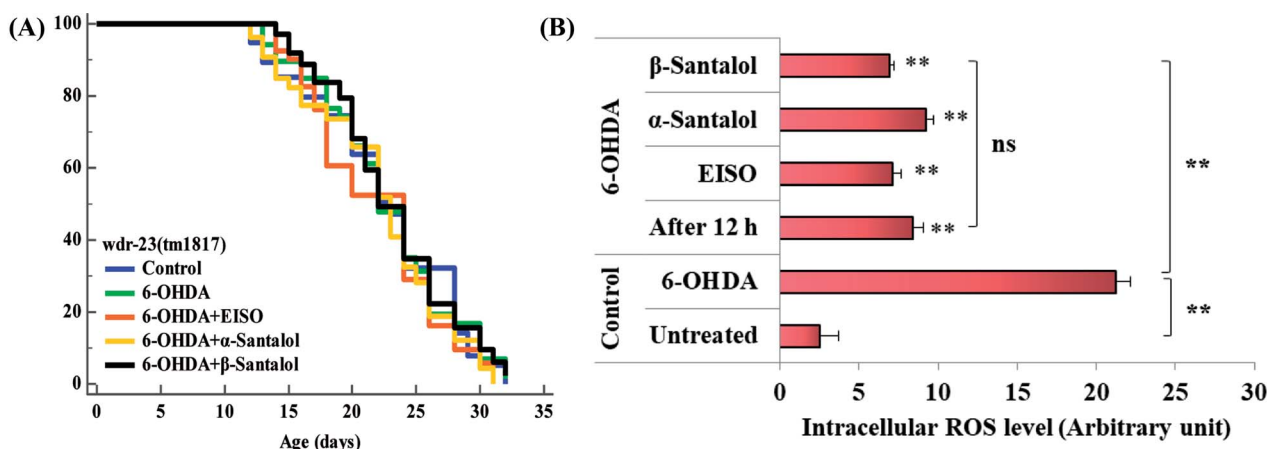 (A)
100
80
60
40
20
0
wdr-23(tm1817)
Control
6-OHDA
6-OHDA+EISO
6-OHDA+α-Santalol
6-OHDA+β-Santalol
0 5 10 15 20 25 30 35
Age (days)
(B)
6-OHDA
β-Santalol
**
α-Santalol
**
EISO
**
After 12 h
**
ns
**
Control
6-OHDA
Untreated
**
0 5 10 15 20 25 30
Intracellular ROS level (Arbitrary unit)